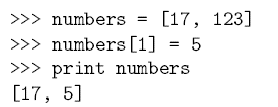 >>> numbers = [17, 123]
>>> numbers[1] = 5
>>> print numbers
[17, 5]